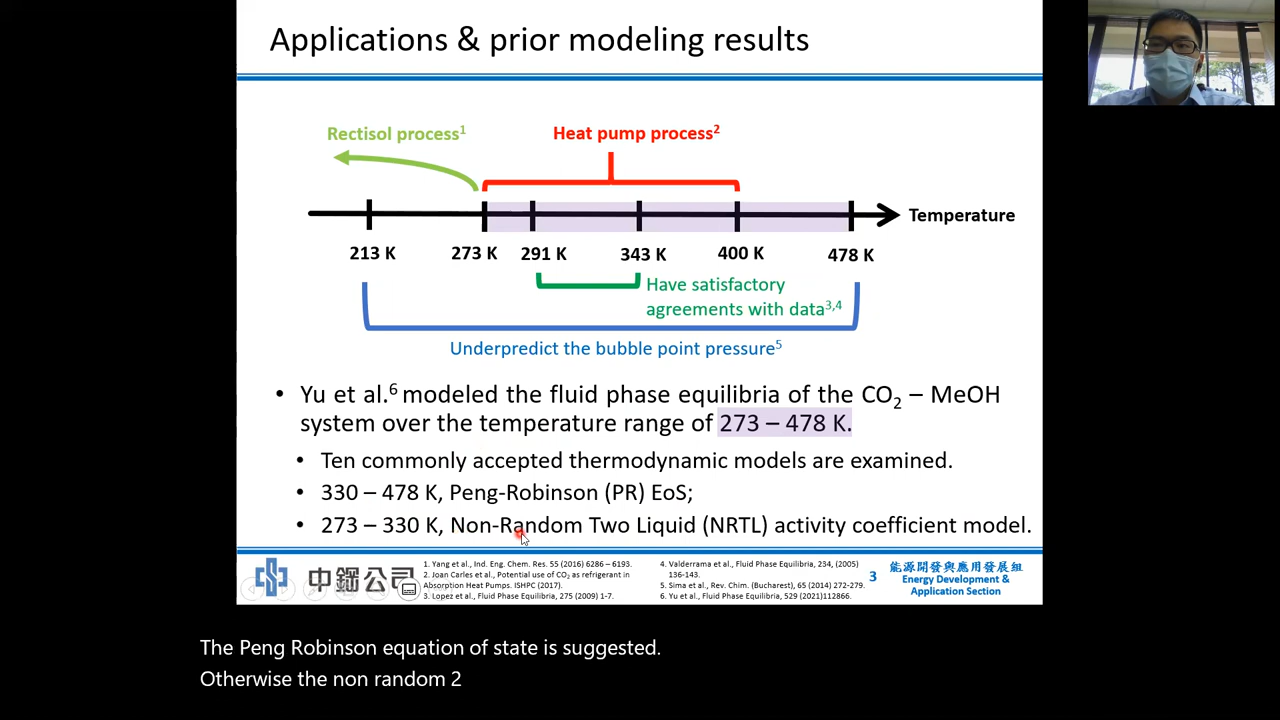 Applications & prior modeling results
Rectisol process1
Heat pump process2
Temperature
213 K
273 K
291 K
343 K
400 K
478 K
Have satisfactory
agreements with data3,4
Underpredict the bubble point pressure5
• Yu et al.6 modeled the fluid phase equilibria of the CO2 – MeOH
system over the temperature range of 273 – 478 K.
• Ten commonly accepted thermodynamic models are examined.
• 330 – 478 K, Peng-Robinson (PR) EoS;
• 273 – 330 K, Non-Random Two Liquid (NRTL) activity coefficient model.
中鋼公司
1. Yang et al., Ind. Eng. Chem. Res. 55 (2016) 6286 – 6193.
2. Joan Carles et al., Potential use of CO2 as refrigerant in
Absorption Heat Pumps. ISHPC (2017).
3. Lopez et al., Fluid Phase Equilibria, 275 (2009) 1-7.
4. Valderrama et al., Fluid Phase Equilibria, 234, (2005)
136-143.
5. Sima et al., Rev. Chim. (Bucharest), 65 (2014) 272-279.
6. Yu et al., Fluid Phase Equilibria, 529 (2021)112866.
3
能源開發與應用發展組
Energy Development &
Application Section
The Peng Robinson equation of state is suggested.
Otherwise the non random 2